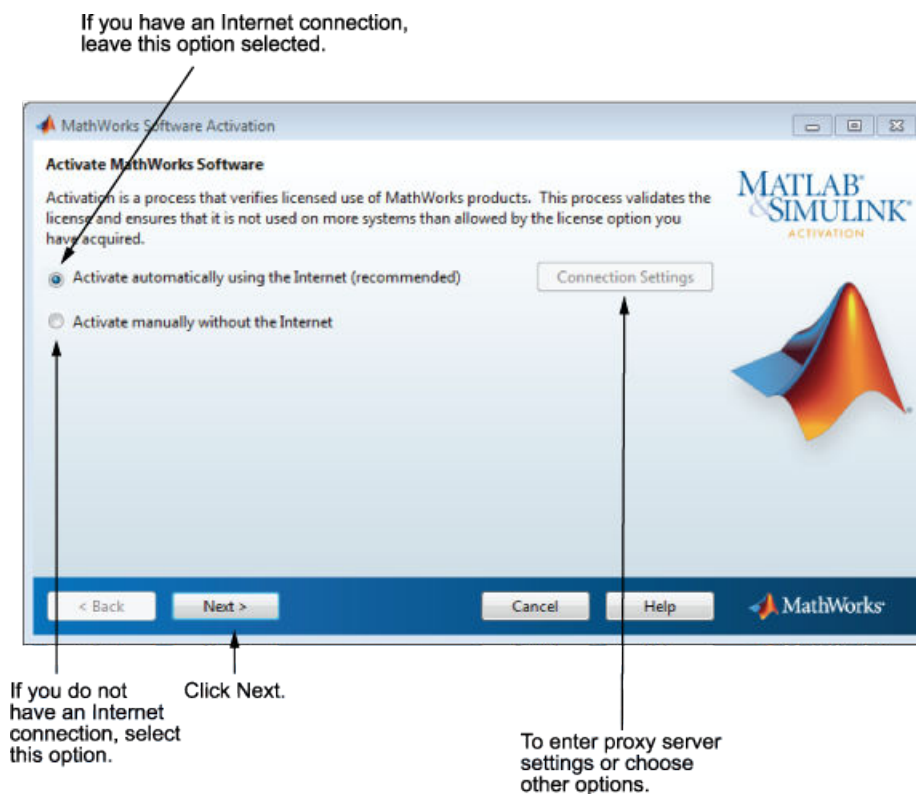 If you have an Internet connection,
leave this option selected.
MathWorks Software Activation
Activate MathWorks Software
Activation is a process that verifies licensed use of MathWorks products. This process validates the
license and ensures that it is not used on more systems than allowed by the license option you
have acquired.
MATLAB®
&SIMULINK®
ACTIVATION
Activate automatically using the Internet (recommended)
Connection Settings
Activate manually without the Internet
< Back
Next >
Cancel
Help
MathWorks®
If you do not
have an Internet
connection, select
this option.
Click Next.
To enter proxy server
settings or choose
other options.